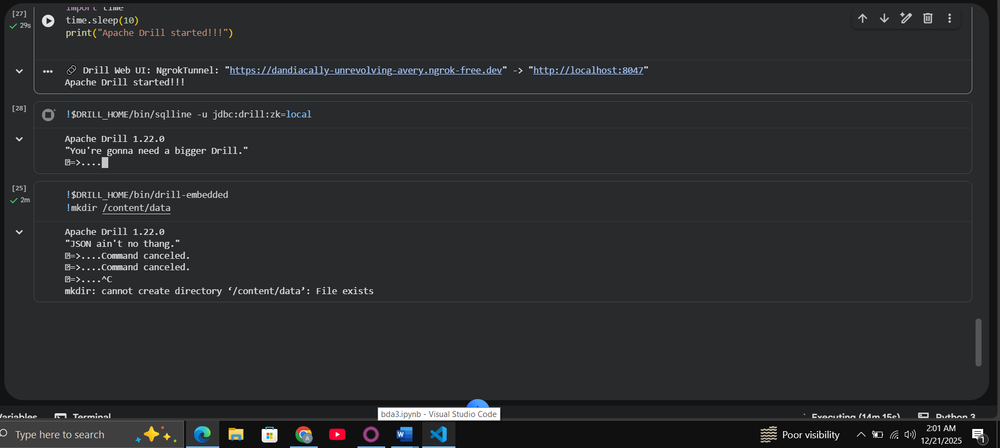 [27]
import time
29s
time.sleep(10)
print("Apache Drill started!!!")
Drill Web UI: NgrokTunnel: "https://dandiacally-unrevolving-avery.ngrok-free.dev" -> "http://localhost:8047"
Apache Drill started!!!
[28]
!$DRILL_HOME/bin/sqlline -u jdbc:drill:zk=local
Apache Drill 1.22.0
"You're gonna need a bigger Drill."
=>....
[25]
2m
!$DRILL_HOME/bin/drill-embedded
!mkdir /content/data
Apache Drill 1.22.0
"JSON ain't no thang."
=>....Command canceled.
=>....Command canceled.
=>....^C
mkdir: cannot create directory ‘/content/data’: File exists
bda3.ipynb - Visual Studio Code
Variables Terminal Executing (14m 15s) Python 3
Type here to search
Poor visibility
2:01 AM
12/21/2025
1